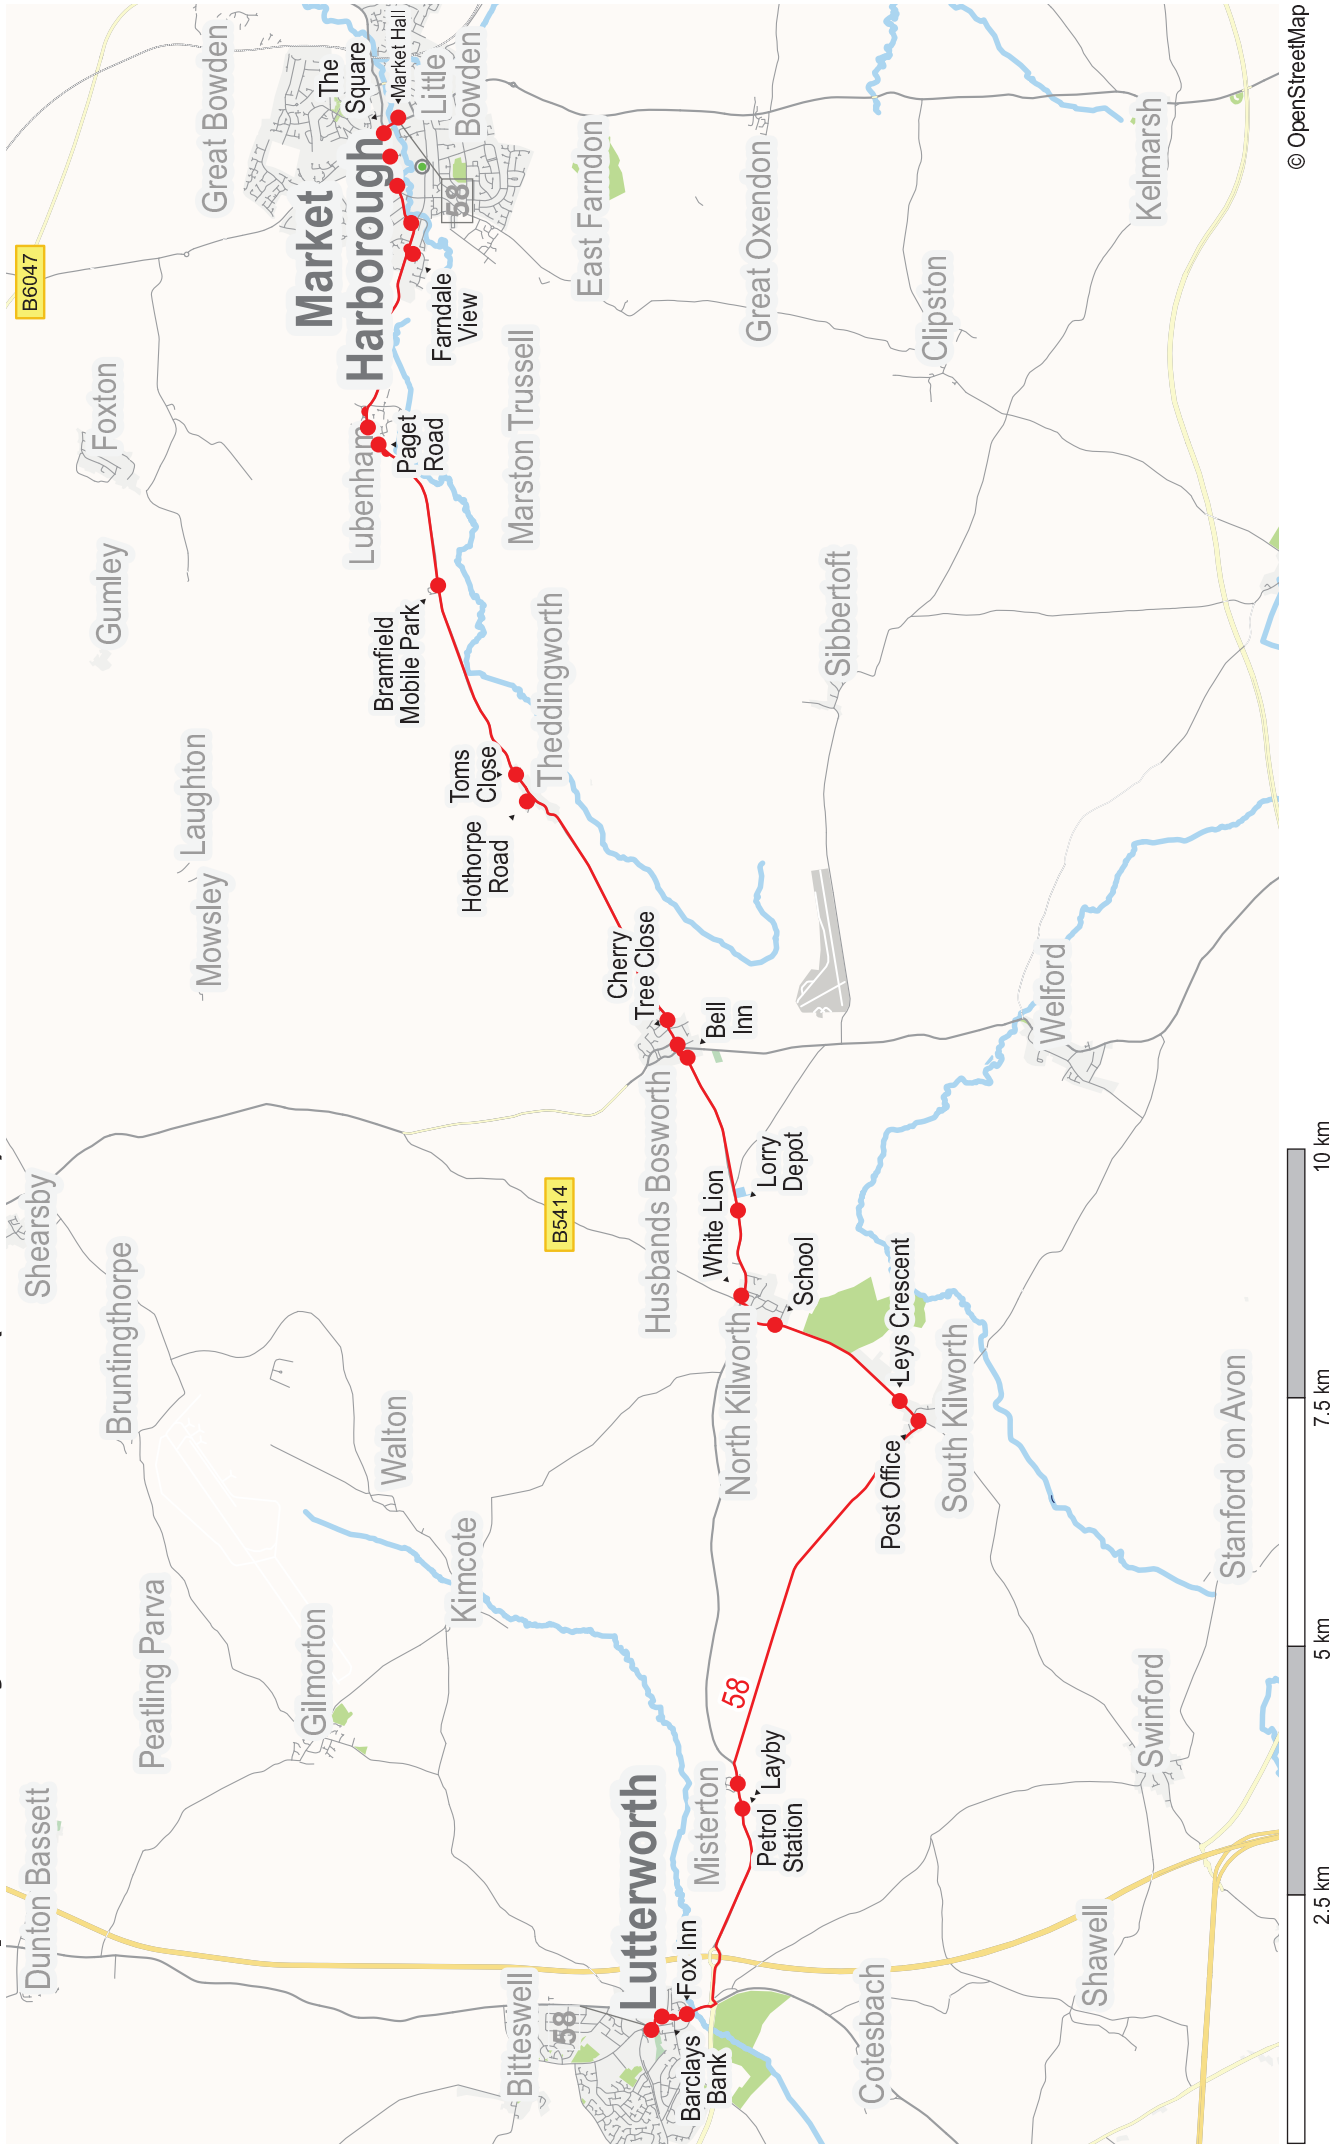 Great Bowden
The
Square
Market Hall
Little
Bowden
B6047
Market
Harborough
58
Farndale
View
East Farndon
Great Oxendon
Kelmarsh
Clipston
Foxton
Gumley
Lubenham
Paget
Road
Marston Trussell
Bramfield
Mobile Park
Theddingworth
Sibbertoft
Laughton
Mowsley
Toms
Close
Hothorpe
Road
Cherry
Tree Close
Bell
Inn
Welford
Husbands Bosworth
Shearsby
Bruntingthorpe
B5414
White Lion
Lorry
Depot
School
North Kilworth
Leys Crescent
South Kilworth
Post Office
Stanford on Avon
Walton
Kimcote
Peatling Parva
Gilmorton
58
Swinford
Dunton Bassett
Misterton
Layby
Petrol
Station
Lutterworth
Fox Inn
58
Bitteswell
Barclays
Bank
Cotesbach
Shawell
2.5 km
5 km
7.5 km
10 km
© OpenStreetMap